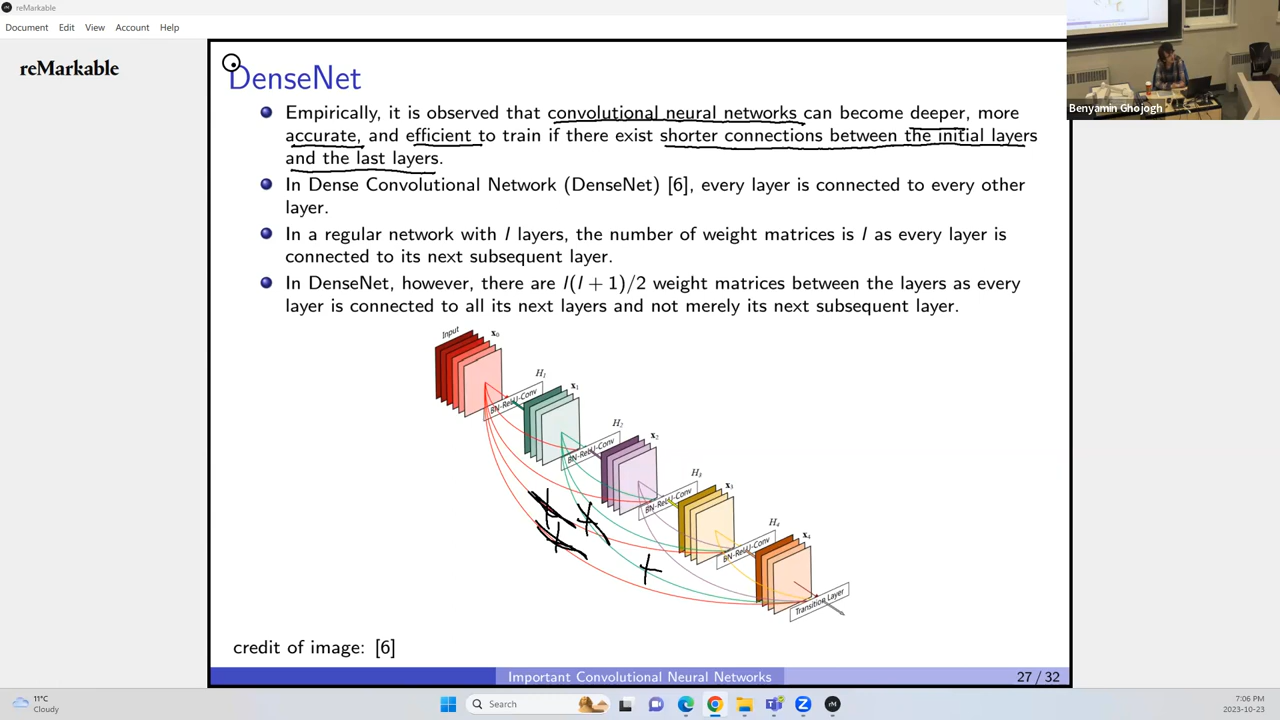 reMarkable
Document Edit View Account Help
reMarkable
Benyamin Ghojogh
DenseNet
Empirically, it is observed that convolutional neural networks can become deeper, more
accurate, and efficient to train if there exist shorter connections between the initial layers
and the last layers.
In Dense Convolutional Network (DenseNet) [6], every layer is connected to every other
layer.
In a regular network with l layers, the number of weight matrices is l as every layer is
connected to its next subsequent layer.
In DenseNet, however, there are l(l + 1)/2 weight matrices between the layers as every
layer is connected to all its next layers and not merely its next subsequent layer.
Input
x0
H1
BN-ReLU-Conv
x1
H2
BN-ReLU-Conv
x2
H3
BN-ReLU-Conv
x3
H4
BN-ReLU-Conv
x4
Transition Layer
credit of image: [6]
Important Convolutional Neural Networks 27 / 32
11°C
Cloudy
Search
7:06 PM
2023-10-23